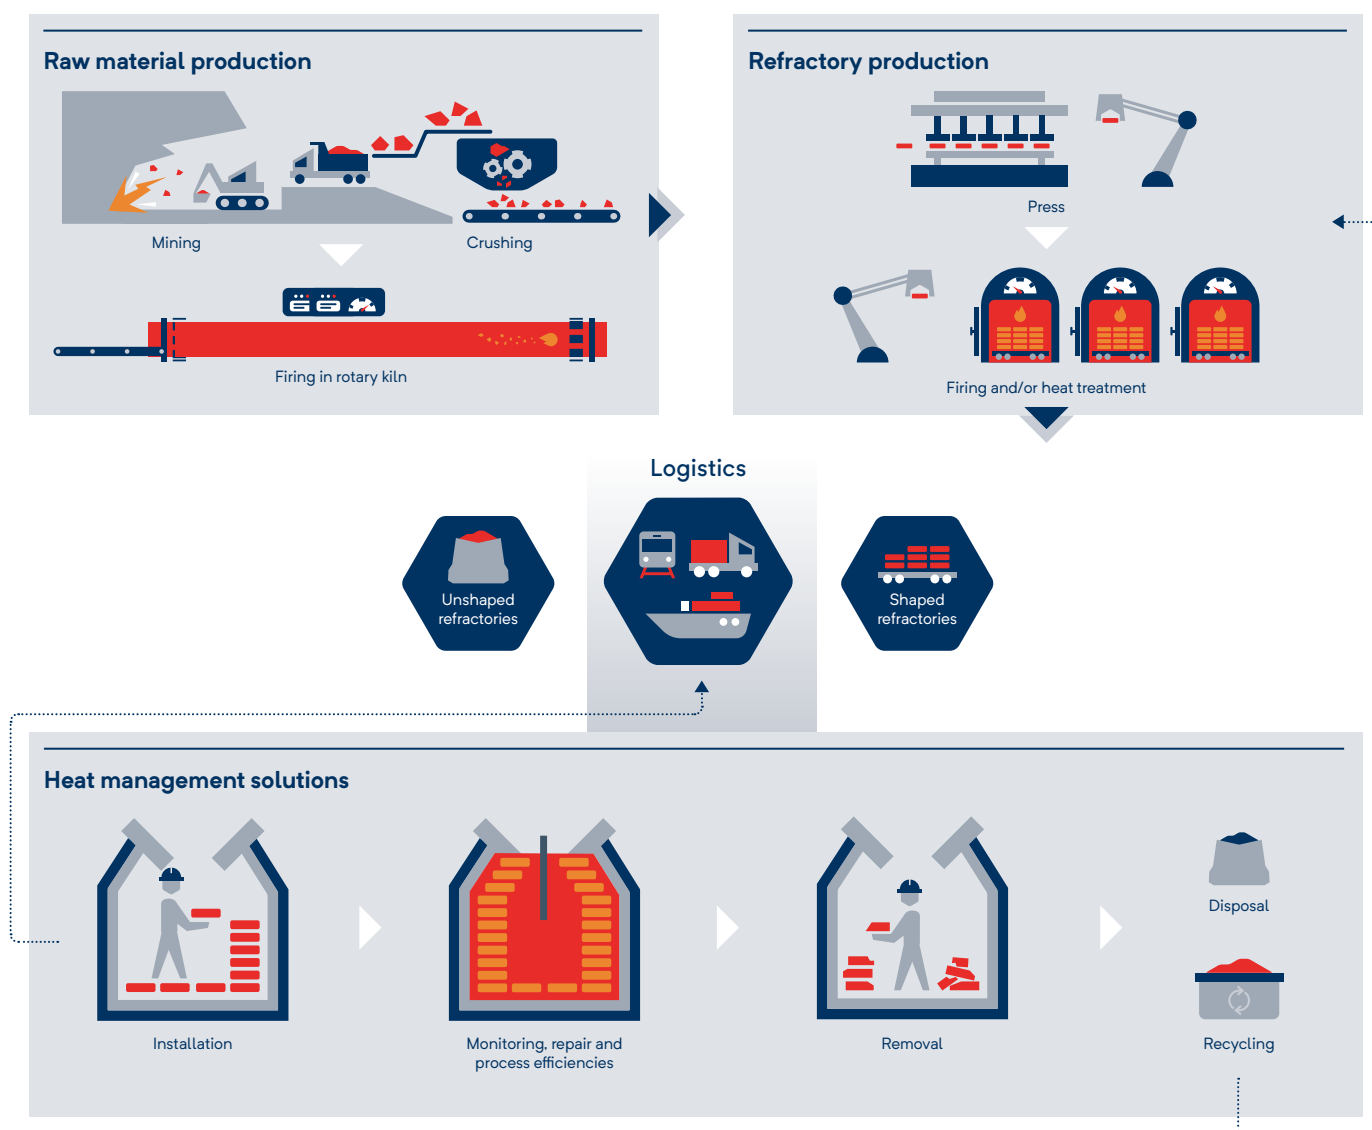 Raw material production
Mining
Crushing
Firing in rotary kiln
Refractory production
Press
Firing and/or heat treatment
Logistics
Unshaped
refractories
Shaped
refractories
Heat management solutions
Installation
Monitoring, repair and
process efficiencies
Removal
Disposal
Recycling